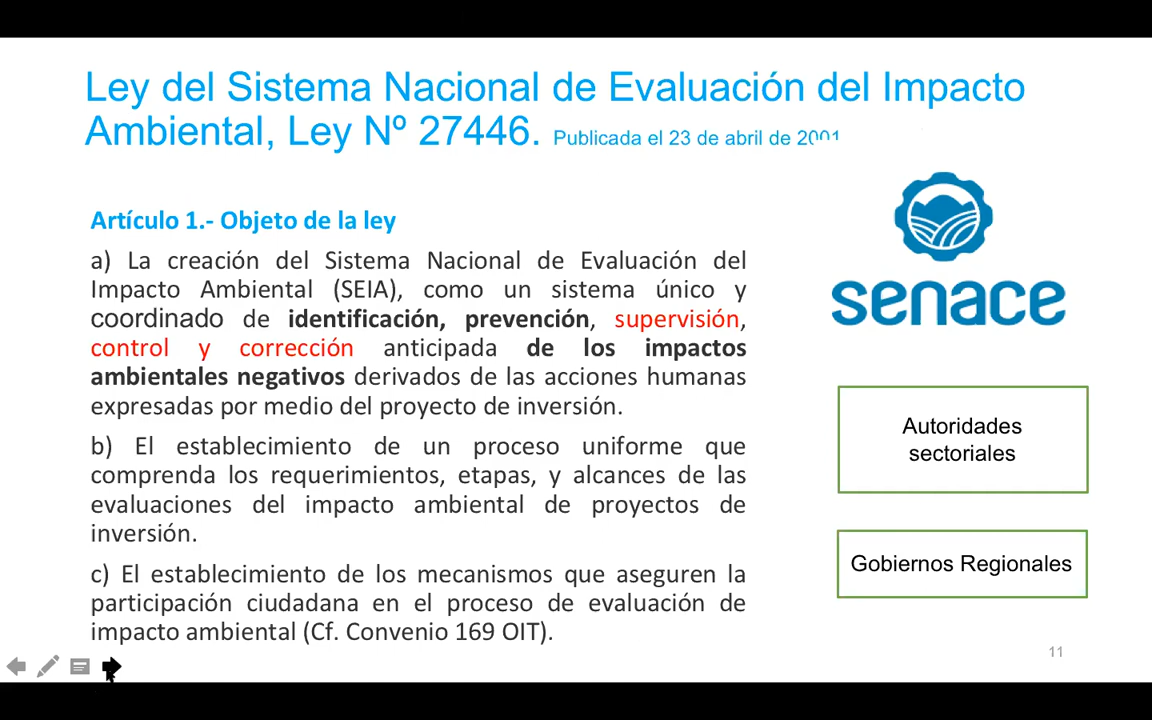 Ley del Sistema Nacional de Evaluación del Impacto
Ambiental, Ley Nº 27446. Publicada el 23 de abril de 2001
Artículo 1.- Objeto de la ley
a) La creación del Sistema Nacional de Evaluación del
Impacto Ambiental (SEIA), como un sistema único y
coordinado de identificación, prevención, supervisión,
control y corrección anticipada de los impactos
ambientales negativos derivados de las acciones humanas
expresadas por medio del proyecto de inversión.
b) El establecimiento de un proceso uniforme que
comprenda los requerimientos, etapas, y alcances de las
evaluaciones del impacto ambiental de proyectos de
inversión.
c) El establecimiento de los mecanismos que aseguren la
participación ciudadana en el proceso de evaluación de
impacto ambiental (Cf. Convenio 169 OIT).
senace
Autoridades
sectoriales
Gobiernos Regionales
11